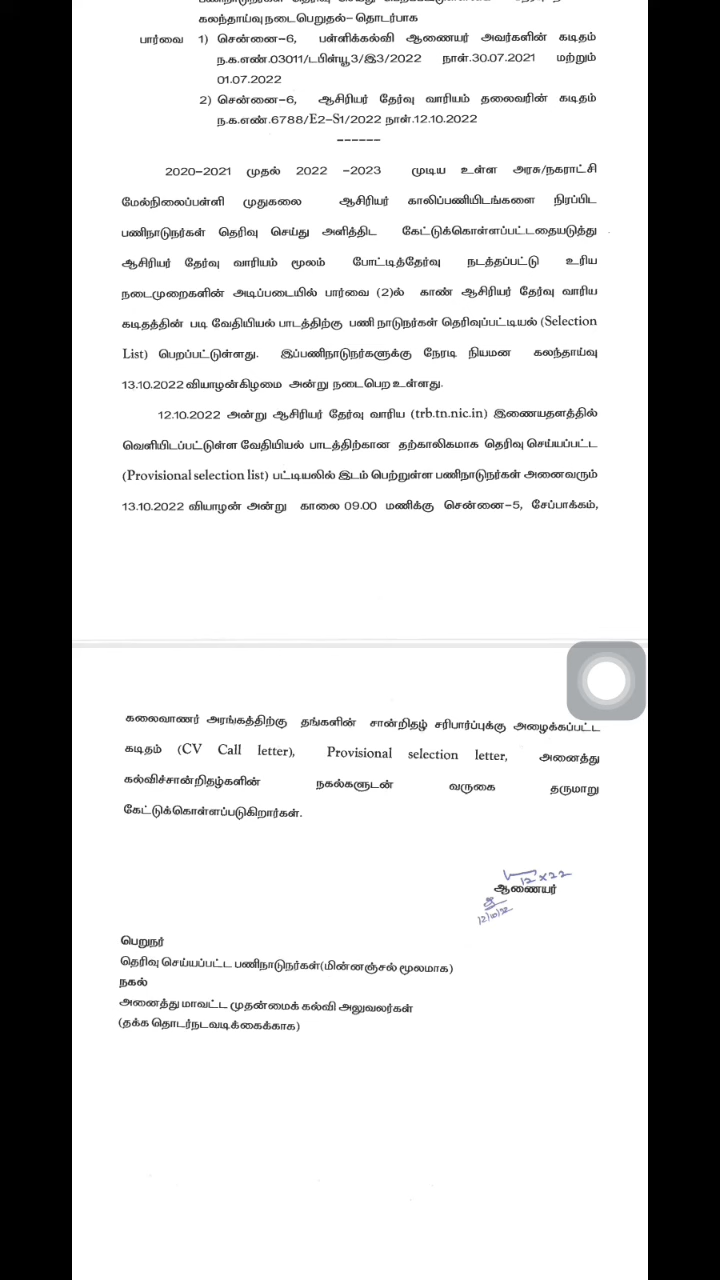 கலந்தாய்வு நடைபெறுதல்– தொடர்பாக
பார்வை 1) சென்னை–6, பள்ளிக்கல்வி ஆணையர் அவர்களின் கடிதம்
ந.க.எண்.03011/டபிள்யூ3/இ3/2022 நாள்.30.07.2021 மற்றும்
01.07.2022
2) சென்னை–6, ஆசிரியர் தேர்வு வாரியம் தலைவரின் கடிதம்
ந.க.எண்.6788/E2–S1/2022 நாள்.12.10.2022
------
2020–2021 முதல் 2022 –2023 முடிய உள்ள அரசு/நகராட்சி
மேல்நிலைப்பள்ளி முதுகலை ஆசிரியர் காலிப்பணியிடங்களை நிரப்பிட
பணிநாடுநர்கள் தெரிவு செய்து அளித்திட கேட்டுக்கொள்ளப்பட்டதையடுத்து
ஆசிரியர் தேர்வு வாரியம் மூலம் போட்டித்தேர்வு நடத்தப்பட்டு உரிய
நடைமுறைகளின் அடிப்படையில் பார்வை (2)ல் காண் ஆசிரியர் தேர்வு வாரிய
கடிதத்தின் படி வேதியியல் பாடத்திற்கு பணி நாடுநர்கள் தெரிவுப்பட்டியல் (Selection
List) பெறப்பட்டுள்ளது. இப்பணிநாடுநர்களுக்கு நேரடி நியமன கலந்தாய்வு
13.10.2022 வியாழன்கிழமை அன்று நடைபெற உள்ளது.
12.10.2022 அன்று ஆசிரியர் தேர்வு வாரிய (trb.tn.nic.in) இணையதளத்தில்
வெளியிடப்பட்டுள்ள வேதியியல் பாடத்திற்கான தற்காலிகமாக தெரிவு செய்யப்பட்ட
(Provisional selection list) பட்டியலில் இடம் பெற்றுள்ள பணிநாடுநர்கள் அனைவரும்
13.10.2022 வியாழன் அன்று காலை 09.00 மணிக்கு சென்னை–5, சேப்பாக்கம்,
கலைவாணர் அரங்கத்திற்கு தங்களின் சான்றிதழ் சரிபார்ப்புக்கு அழைக்கப்பட்ட
கடிதம் (CV Call letter), Provisional selection letter, அனைத்து
கல்விச்சான்றிதழ்களின் நகல்களுடன் வருகை தருமாறு
கேட்டுக்கொள்ளப்படுகிறார்கள்.
12 X 22
ஆணையர்
12/10/22
பெறுநர்
தெரிவு செய்யப்பட்ட பணிநாடுநர்கள்(மின்னஞ்சல் மூலமாக)
நகல்
அனைத்து மாவட்ட முதன்மைக் கல்வி அலுவலர்கள்
(தக்க தொடர்நடவடிக்கைக்காக)